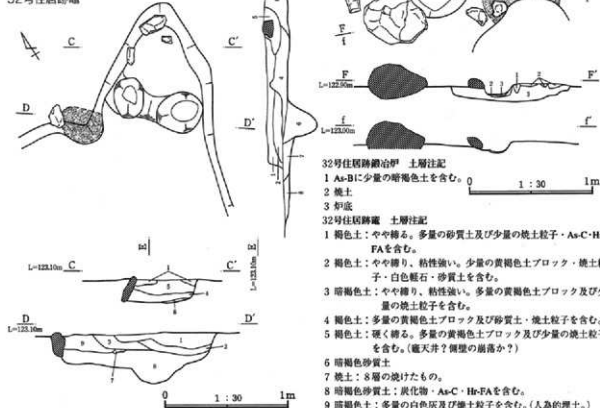 32号住居跡竈
C
C′
D
D′
F
f
F
F′
L=122.90m
f
f′
L=123.00m
0
1:30
1m
32号住居跡鍛冶炉 土層注記
1 As-Bに少量の暗褐色土を含む。
2 焼土
3 炉底
32号住居跡竈 土層注記
1 褐色土：やや締る。多量の砂質土及び少量の焼土粒子・As-C・Hr-
FAを含む。
2 褐色土：やや締り、粘性強い。少量の黄褐色土ブロック・焼土粒
子・白色軽石・砂質土を含む。
3 暗褐色土：やや締り、粘性強い。多量の黄褐色土ブロック及び少
量の焼土粒子を含む。
4 褐色土：多量の黄褐色土ブロック及び砂質土・焼土粒子を含む。
5 褐色土：硬く締る。多量の黄褐色土ブロック及び少量の焼土粒子
を含む。（竈天井？側壁の崩落か？）
6 暗褐色砂質土
7 焼土：8層の焼けたもの。
8 暗褐色砂質土：炭化物・As-C・Hr-FAを含む。
9 暗褐色土：多量の白色灰及び焼土粒子を含む。（人為的埋土。）
E
E′
L=123.10m
L=123.10m
C
C′
D
D′
L=123.10m
0
1:30
1m